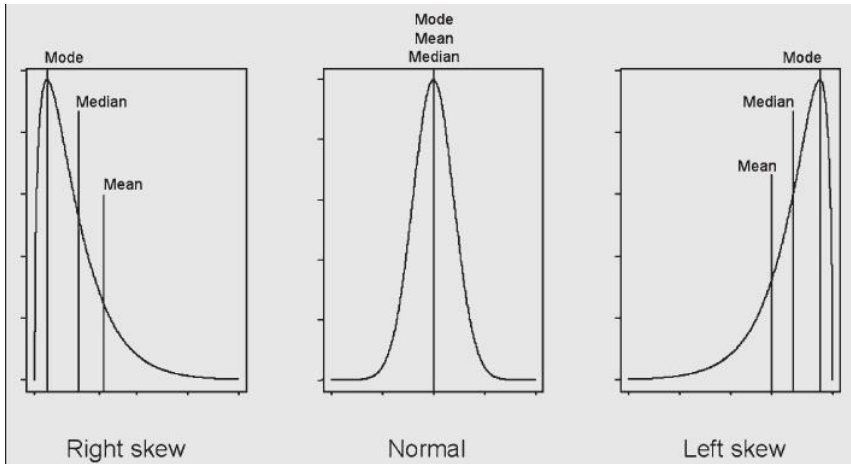 Mode
Median
Mean
Right skew
Mode
Mean
Median
Normal
Mode
Median
Mean
Left skew